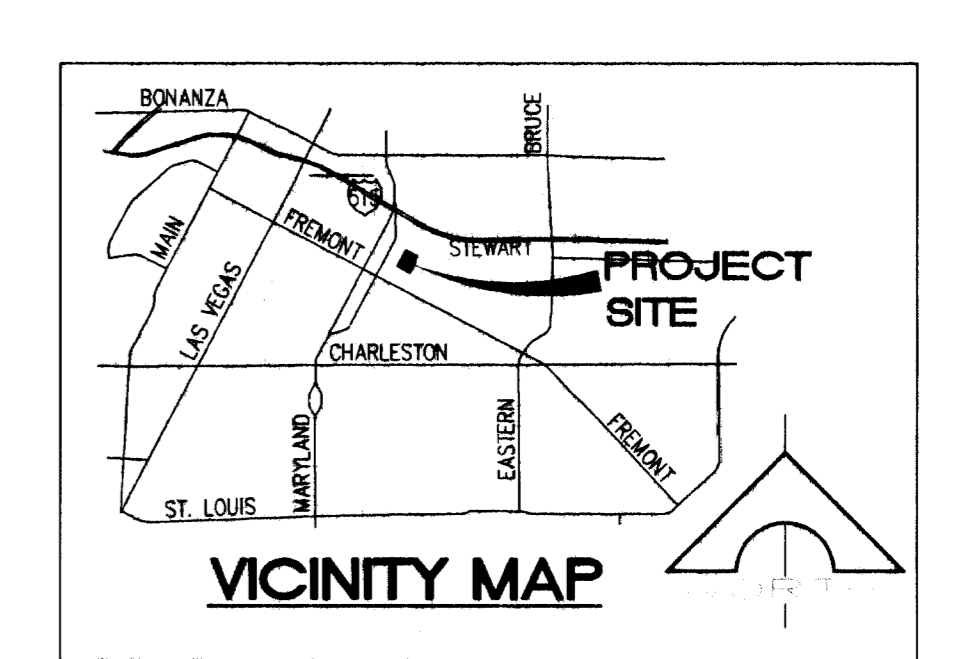 BONANZA
BRUCE
515
MAIN
FREMONT
STEWART
LAS VEGAS
PROJECT
SITE
CHARLESTON
MARYLAND
EASTERN
FREMONT
ST. LOUIS
VICINITY MAP